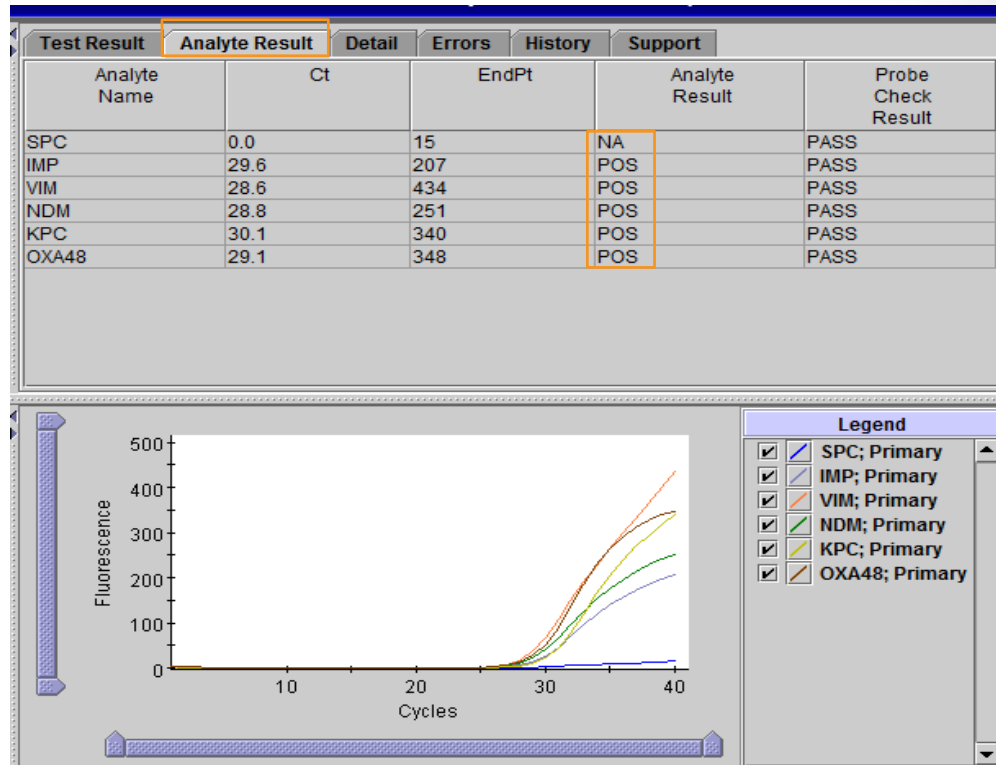 Test Result Analyte Result Detail Errors History Support
Analyte Name Ct EndPt Analyte Result Probe Check Result
SPC 0.0 15 NA PASS
IMP 29.6 207 POS PASS
VIM 28.6 434 POS PASS
NDM 28.8 251 POS PASS
KPC 30.1 340 POS PASS
OXA48 29.1 348 POS PASS
500
400
300
200
100
0
Fluorescence
10 20 30 40
Cycles
Legend
SPC; Primary
IMP; Primary
VIM; Primary
NDM; Primary
KPC; Primary
OXA48; Primary